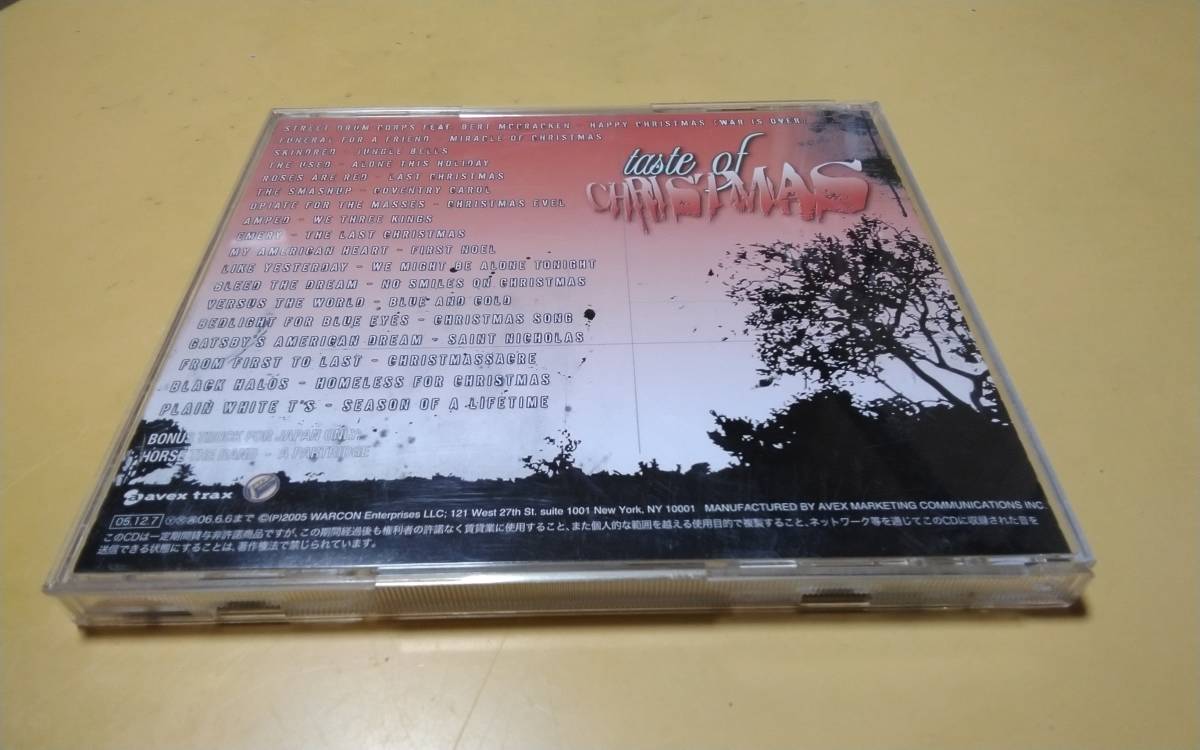 STREET DRUM CORPS FEAT. BERT MCCRACKEN - HAPPY CHRISTMAS (WAR IS OVER)
FUNERAL FOR A FRIEND - MIRACLE OF CHRISTMAS
SKINDRED - JUNGLE BELLS
THE USED - ALONE THIS HOLIDAY
ROSES ARE RED - LAST CHRISTMAS
THE SMASHUP - COVENTRY CAROL
OPIATE FOR THE MASSES - CHRISTMAS EVEL
AMPED - WE THREE KINGS
EMERY - THE LAST CHRISTMAS
MY AMERICAN HEART - FIRST NOEL
LIKE YESTERDAY - WE MIGHT BE ALONE TONIGHT
BLEED THE DREAM - NO SMILES ON CHRISTMAS
VERSUS THE WORLD - BLUE AND GOLD
BEDLIGHT FOR BLUE EYES - CHRISTMAS SONG
GATSBY'S AMERICAN DREAM - SAINT NICHOLAS
FROM FIRST TO LAST - CHRISTMASSACRE
BLACK HALOS - HOMELESS FOR CHRISTMAS
PLAIN WHITE T'S - SEASON OF A LIFETIME
BONUS TRUCK FOR JAPAN ONLY:
HORSE THE BAND - A PARTRIDGE
taste of
CHRISTMAS
avex trax
05.12.7 06.6.6まで ©(P)2005 WARCON Enterprises LLC; 121 West 27th St. suite 1001 New York, NY 10001 MANUFACTURED BY AVEX MARKETING COMMUNICATIONS INC.
このCDは一定期間貸与非許諾商品ですが、この期間経過後も権利者の許諾なく賃貸業に使用すること、また個人的な範囲を越える使用目的で複製すること、ネットワーク等を通じてこのCDに収録された音を
送信できる状態にすることは、著作権法で禁じられています。